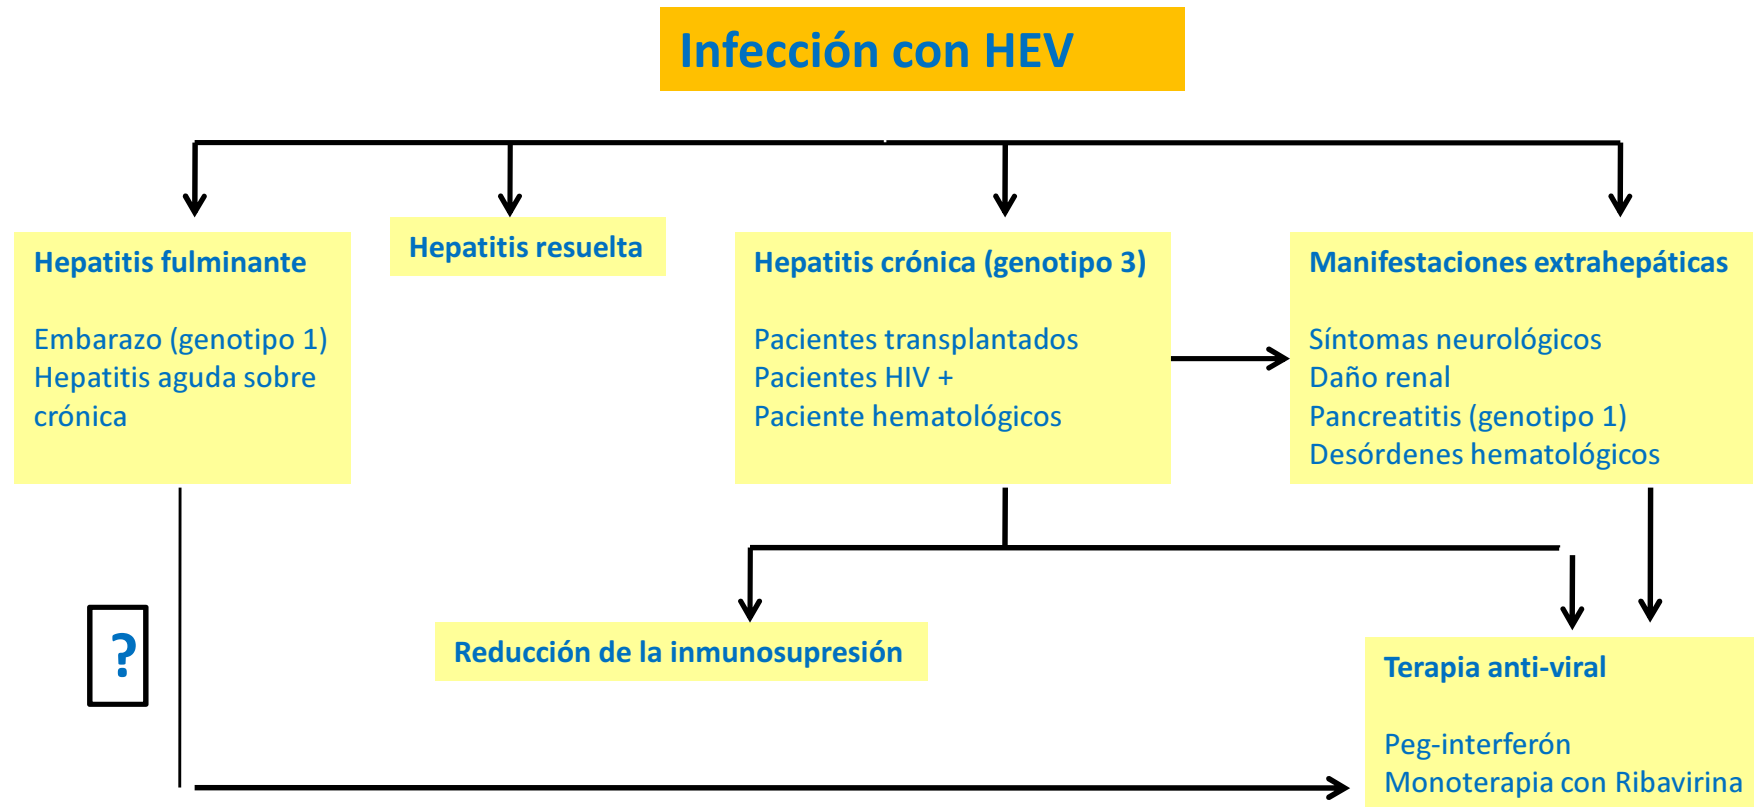 Infección con HEV
Hepatitis fulminante
Embarazo (genotipo 1)
Hepatitis aguda sobre
crónica
Hepatitis resuelta
Hepatitis crónica (genotipo 3)
Pacientes transplantados
Pacientes HIV +
Paciente hematológicos
Manifestaciones extrahepáticas
Síntomas neurológicos
Daño renal
Pancreatitis (genotipo 1)
Desórdenes hematológicos
?
Reducción de la inmunosupresión
Terapia anti-viral
Peg-interferón
Monoterapia con Ribavirina